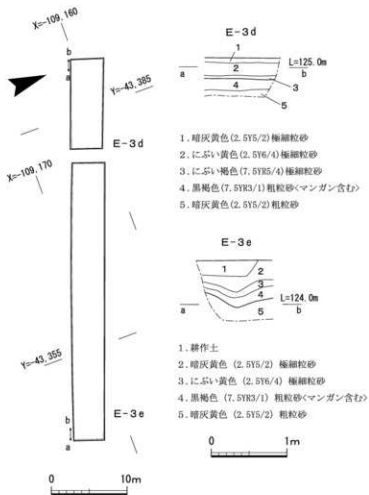 X=-109.160
b
a
Y=-43.385
E-3d
X=-109.170
Y=-43.355
b
a
E-3e
0 10m
E-3d
1
2
3
4
5
a
L=125.0m
b
1.暗灰黄色(2.5Y5/2)極細粒砂
2.にぶい黄色(2.5Y6/4)極細粒砂
3.にぶい褐色(7.5YR5/4)極細粒砂
4.黒褐色(7.5YR3/1)粗粒砂<マンガン含む>
5.暗灰黄色(2.5Y5/2)粗粒砂
E-3e
1
2
3
4
5
a
L=124.0m
b
1.耕作土
2.暗灰黄色 (2.5Y5/2) 極細粒砂
3.にぶい黄色 (2.5Y6/4) 極細粒砂
4.黒褐色 (7.5YR3/1) 粗粒砂<マンガン含む>
5.暗灰黄色 (2.5Y5/2) 粗粒砂
0 1m